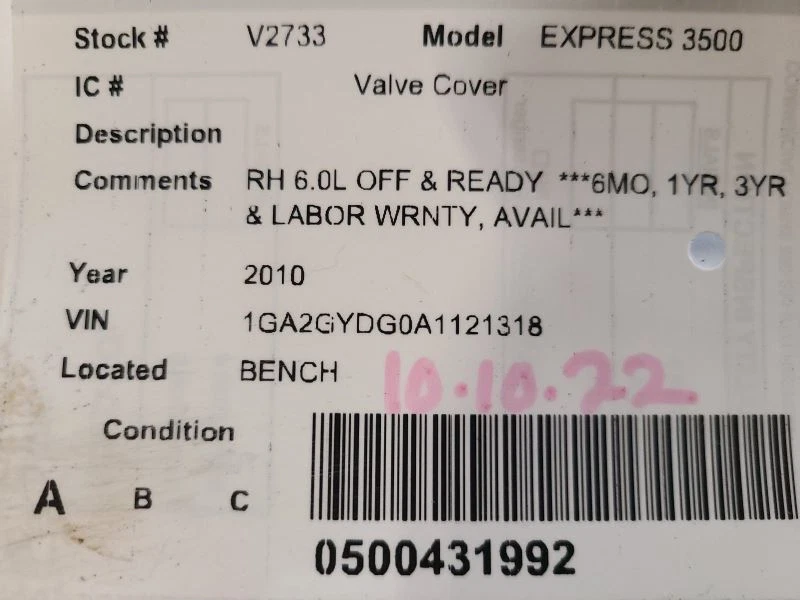 Stock # V2733 Model EXPRESS 3500
IC # Valve Cover
Description
Comments RH 6.0L OFF & READY ***6MO, 1YR, 3YR
& LABOR WRNTY, AVAIL***
Year 2010
VIN 1GA2GYDG0A1121318
Located BENCH 10.10.22
Condition
A B C
0500431992